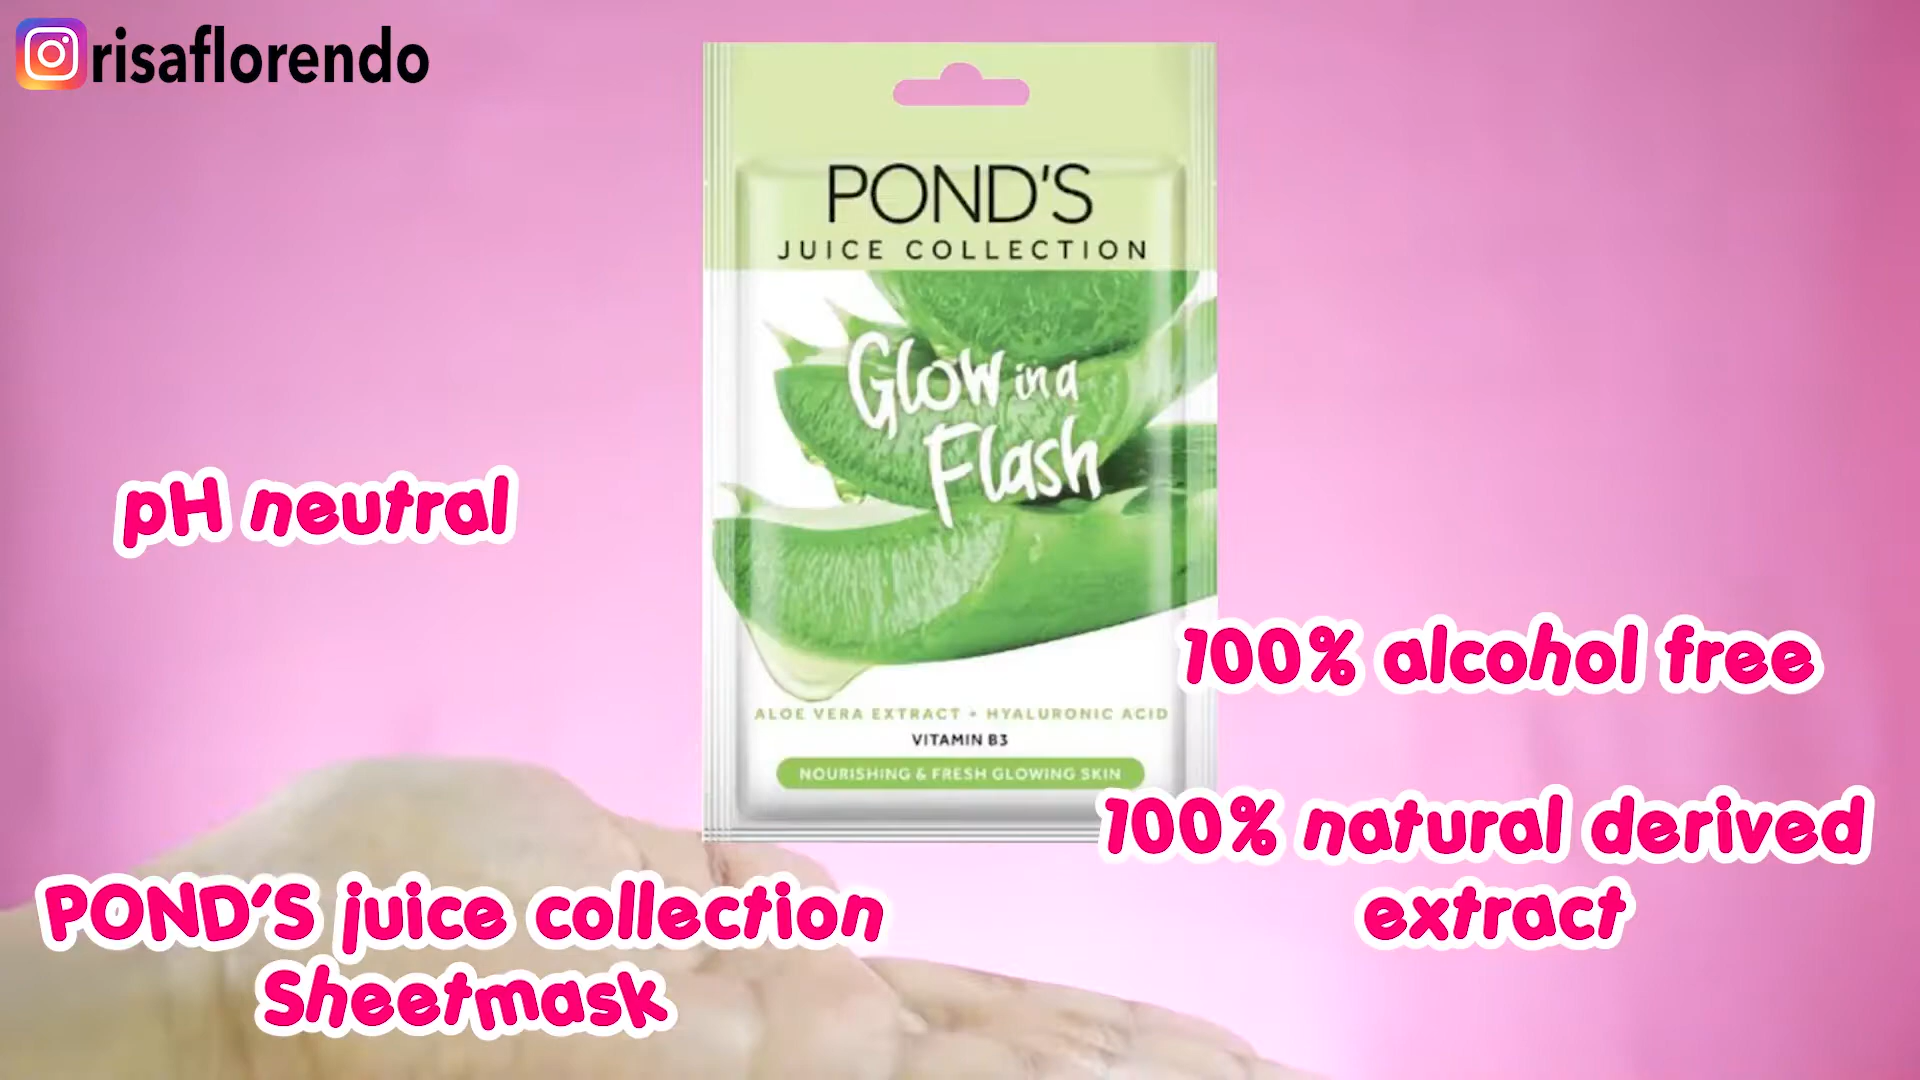 risaflorendo
POND'S
JUICE COLLECTION
Glow in a
Flash
pH neutral
100% alcohol free
ALOE VERA EXTRACT • HYALURONIC ACID
VITAMIN B3
NOURISHING & FRESH GLOWING SKIN
100% natural derived
extract
POND'S juice collection
Sheetmask